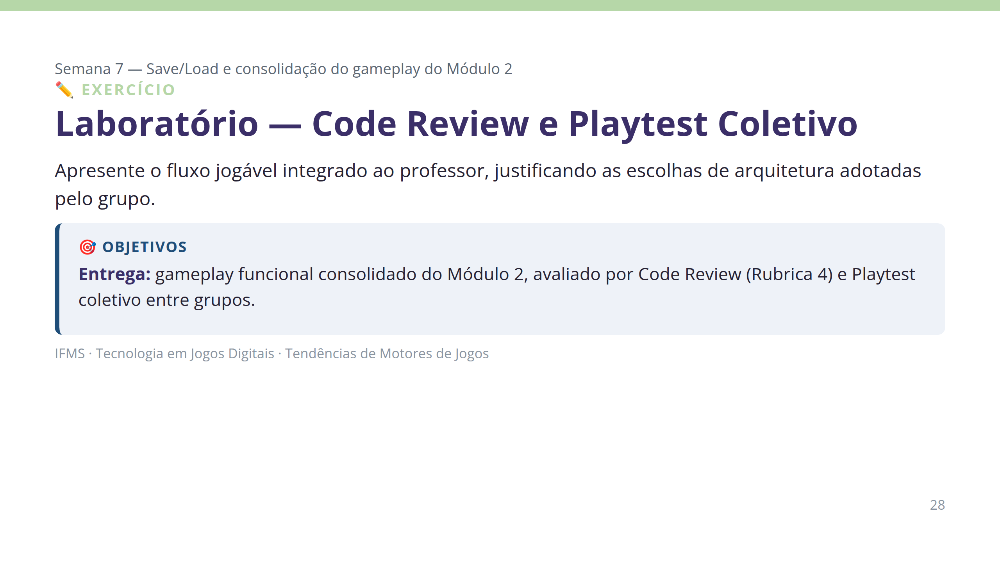 Semana 7 — Save/Load e consolidação do gameplay do Módulo 2
✏️ EXERCÍCIO
Laboratório — Code Review e Playtest Coletivo
Apresente o fluxo jogável integrado ao professor, justificando as escolhas de arquitetura adotadas
pelo grupo.
🎯 OBJETIVOS
Entrega: gameplay funcional consolidado do Módulo 2, avaliado por Code Review (Rubrica 4) e Playtest
coletivo entre grupos.
IFMS · Tecnologia em Jogos Digitais · Tendências de Motores de Jogos
28